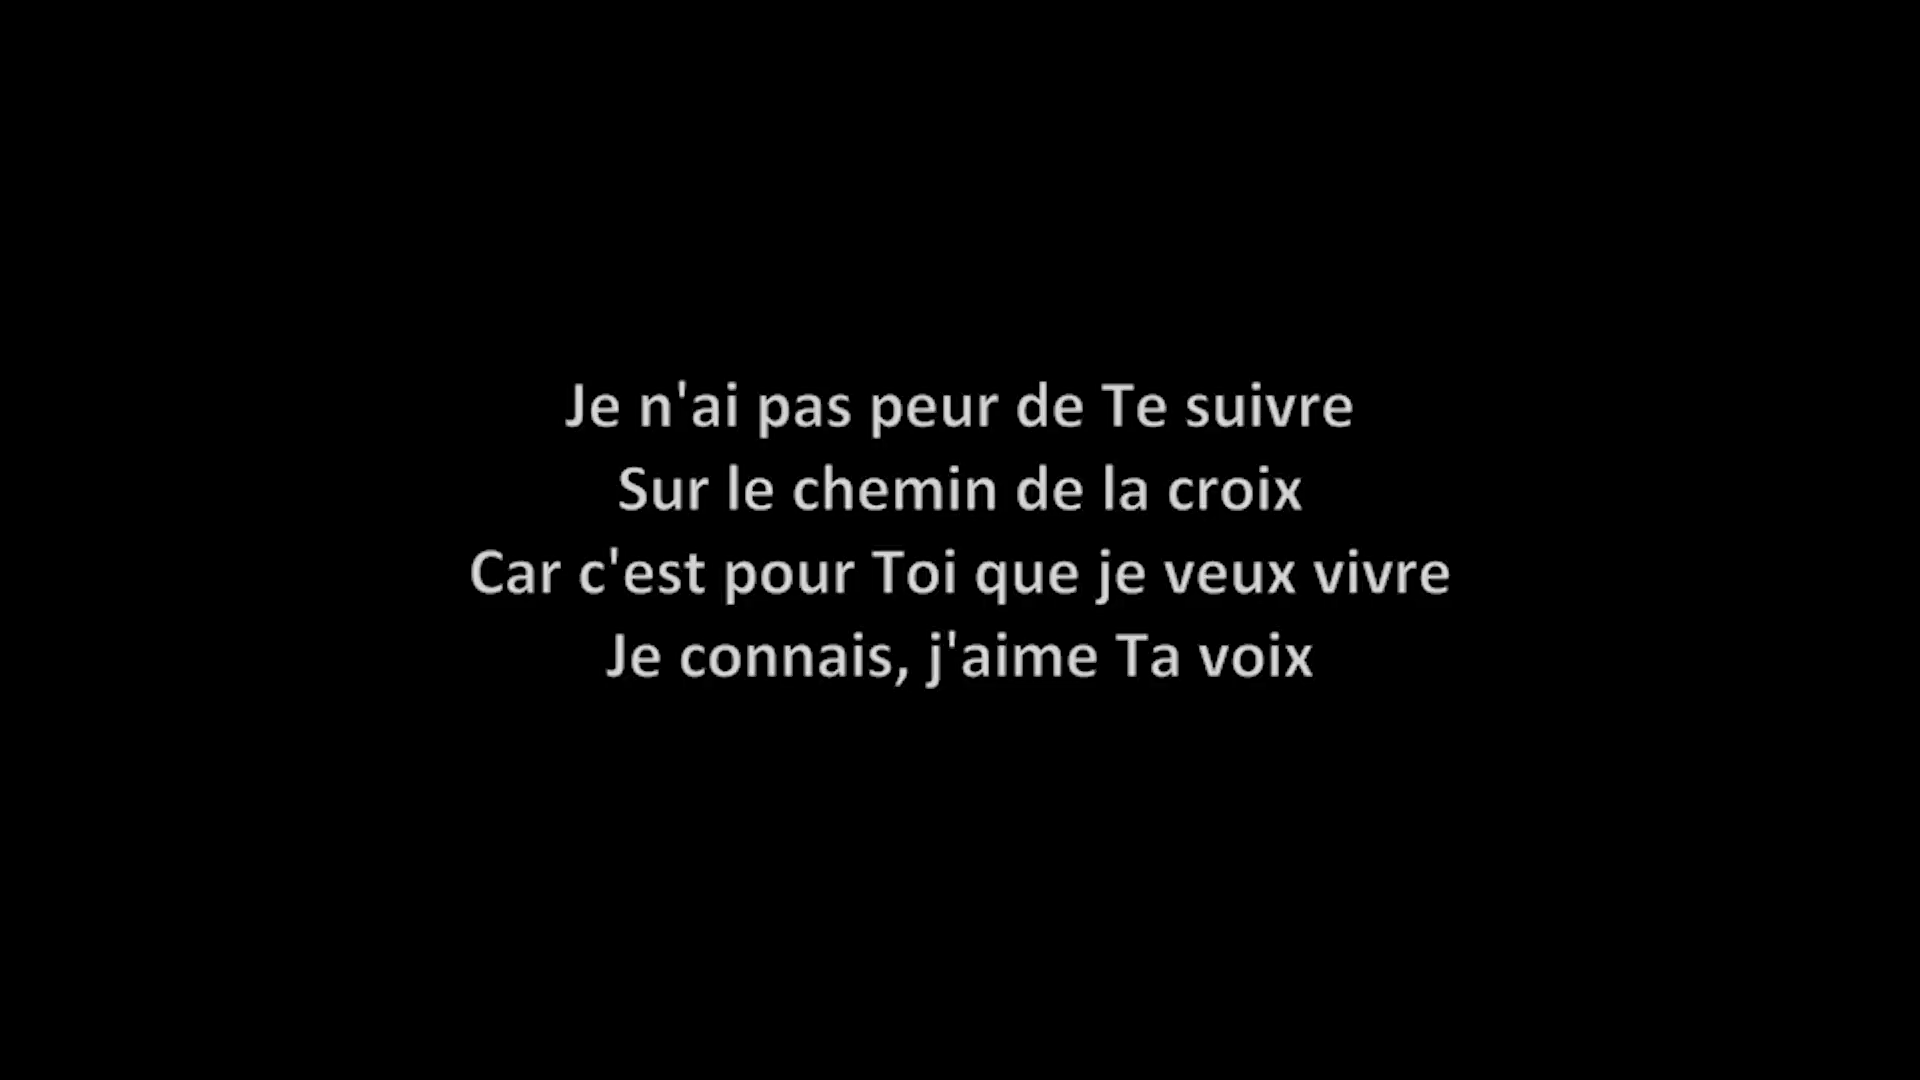 Je n'ai pas peur de Te suivre
Sur le chemin de la croix
Car c'est pour Toi que je veux vivre
Je connais, j'aime Ta voix